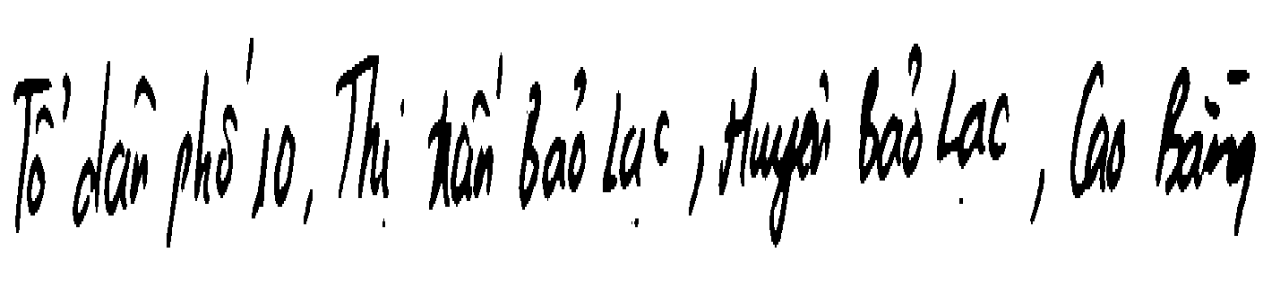 Tổ dân phố 10, Thị trấn Bảo Lạc, Huyện Bảo Lạc, Cao Bằng